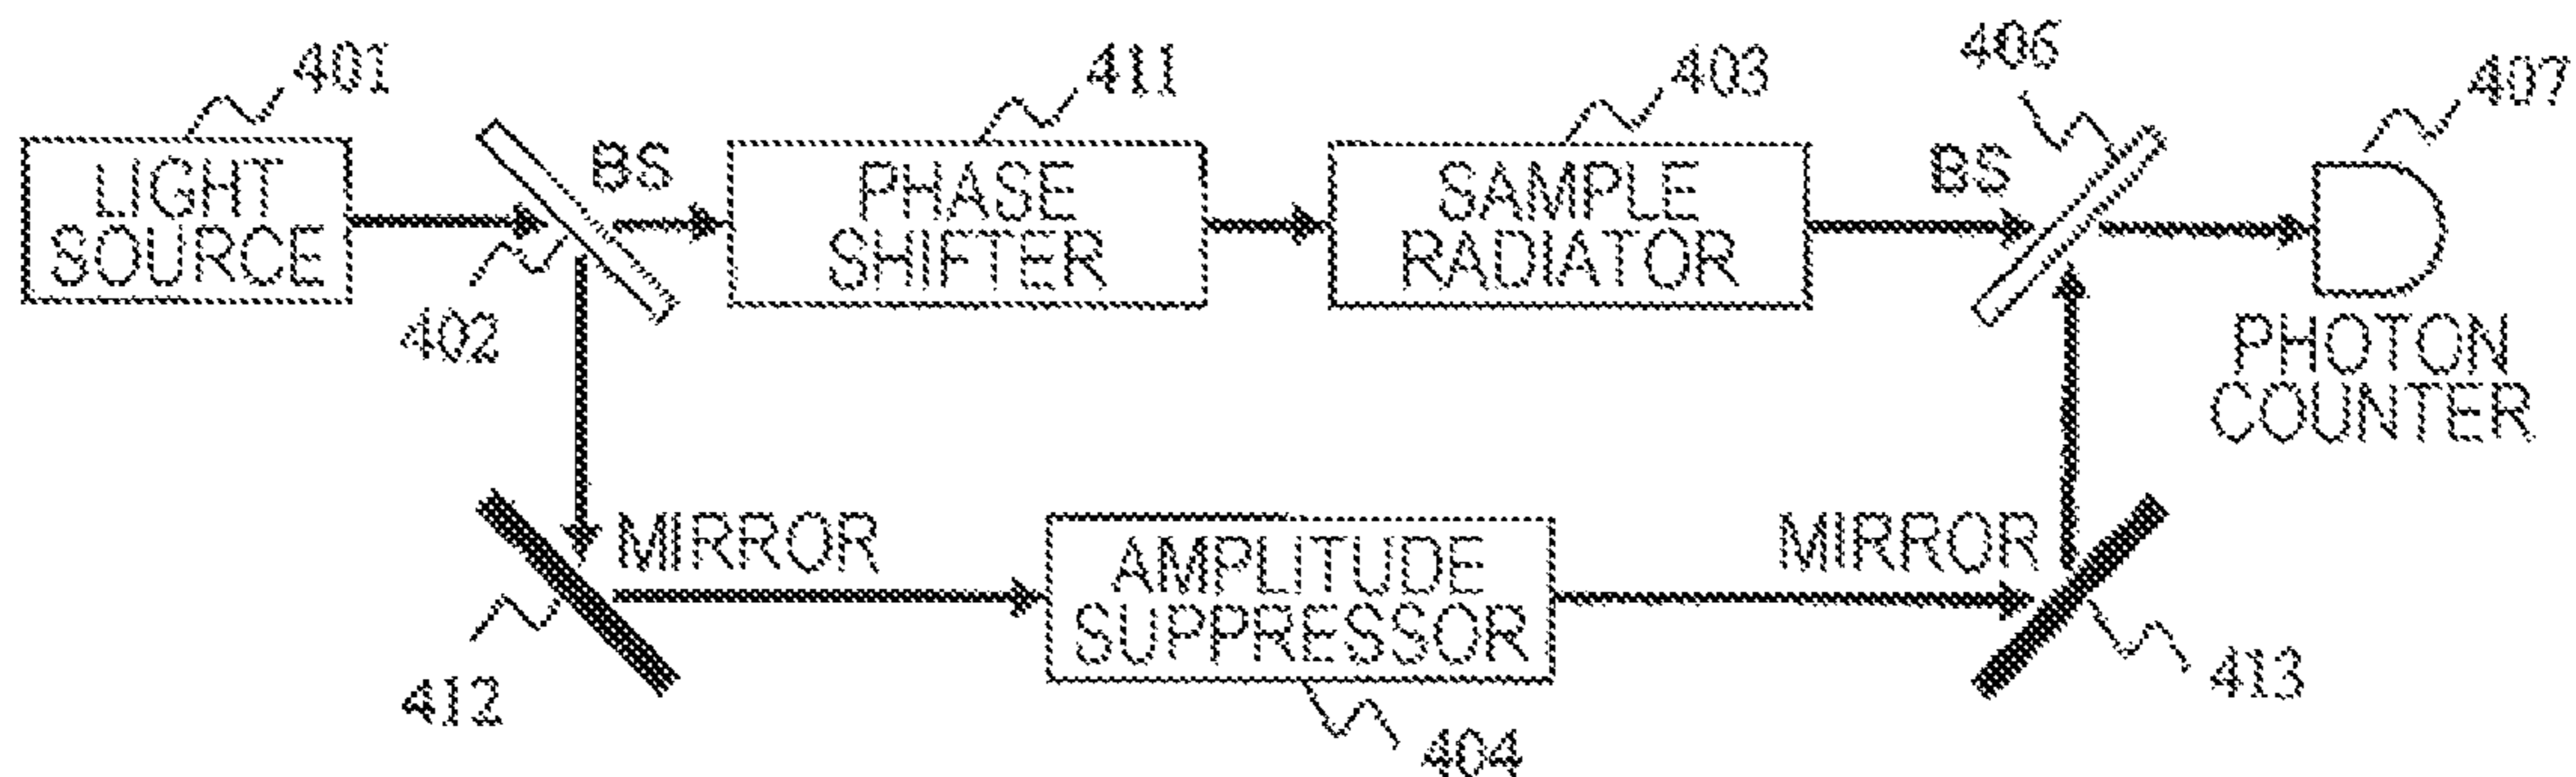 401
411
403
406
407
LIGHT
SOURCE
BS
PHASE
SHIFTER
SAMPLE
RADIATOR
BS
402
PHOTON
COUNTER
MIRROR
AMPLITUDE
SUPPRESSOR
MIRROR
412
413
404